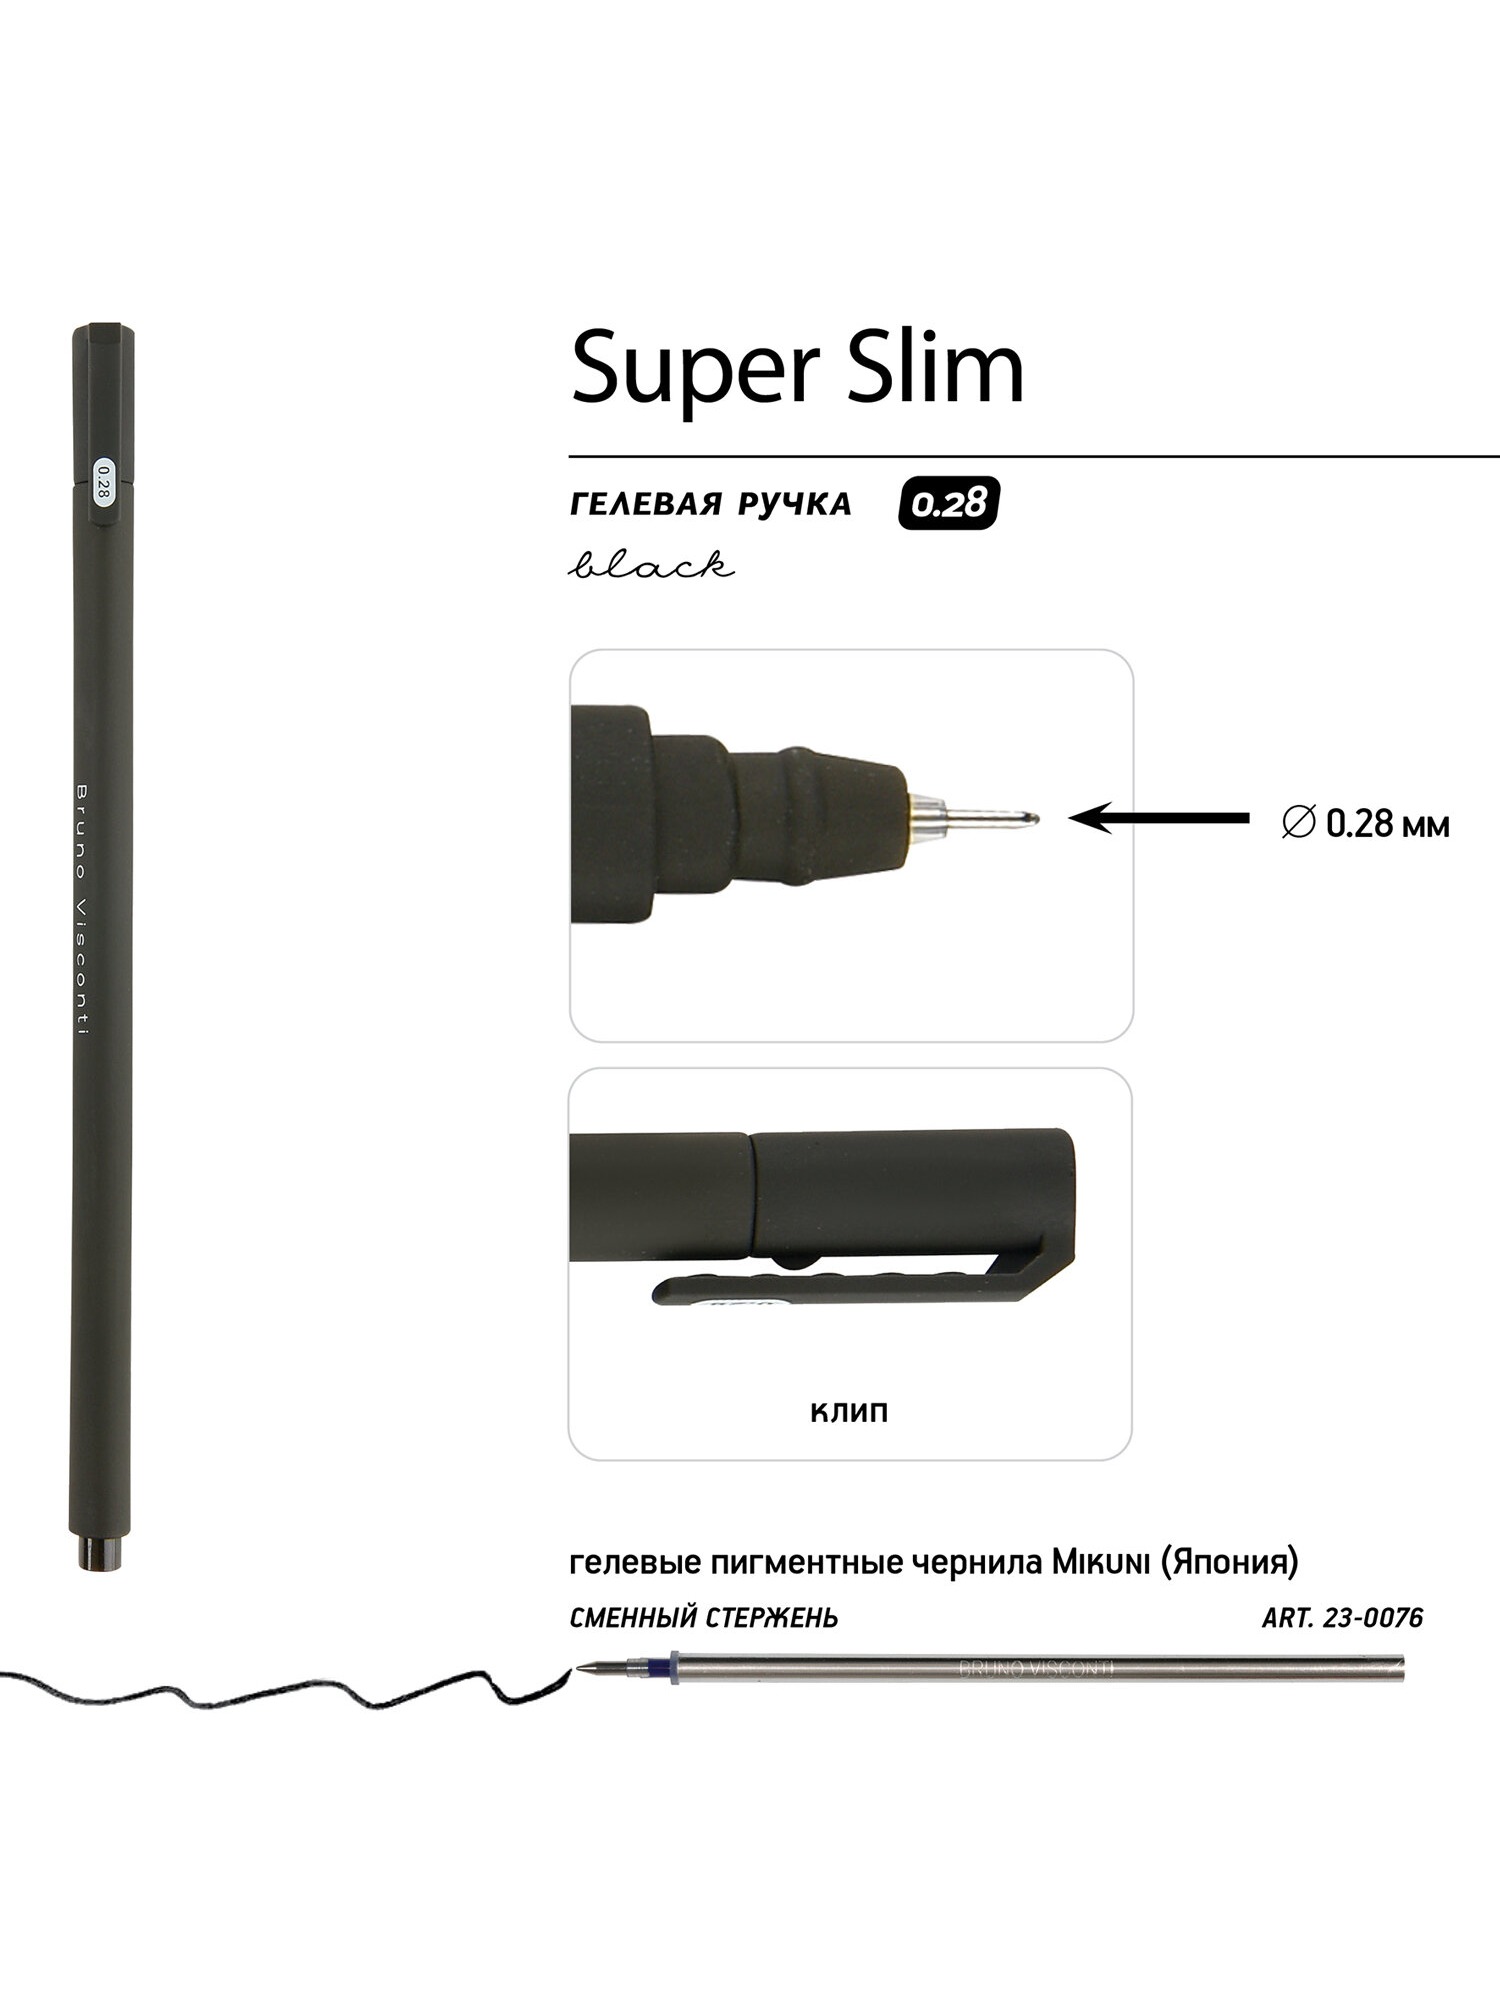 Super Slim
ГЕЛЕВАЯ РУЧКА 0.28
black
0.28
Bruno Visconti
∅ 0.28 мм
КЛИП
гелевые пигментные чернила MIKUNI (Япония)
СМЕННЫЙ СТЕРЖЕНЬ ART. 23-0076
BRUNO VISCONTI